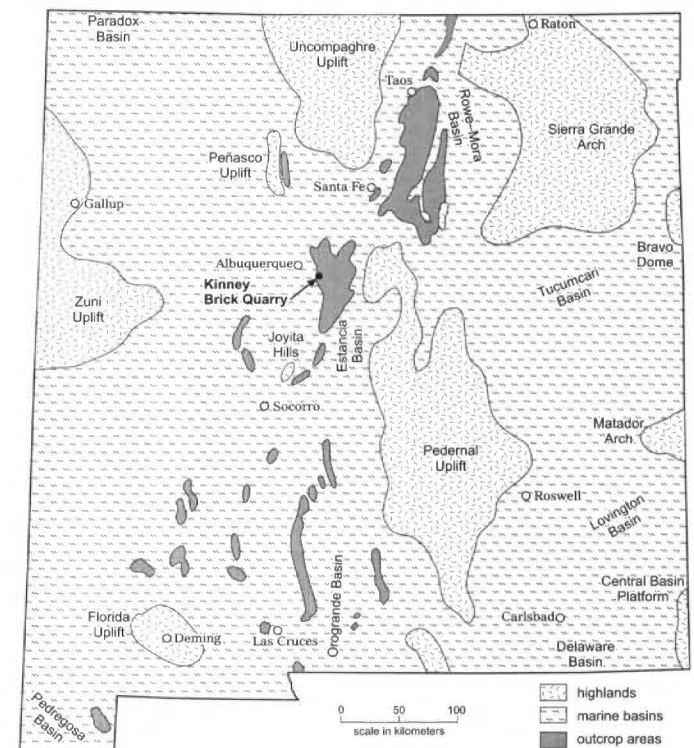 Paradox
Basin
Uncompaghre
Uplift
Raton
Taos
Rowe–Mora
Basin
Sierra Grande
Arch
Peñasco
Uplift
Santa Fe
Gallup
Bravo
Dome
Albuquerque
Kinney
Brick Quarry
Tucumcari
Basin
Zuni
Uplift
Joyita
Hills
Estancia
Basin
Socorro
Matador
Arch
Pedernal
Uplift
Roswell
Lovington
Basin
Orogrande Basin
Central Basin
Platform
Florida
Uplift
Deming
Las Cruces
Carlsbad
Delaware
Basin
Pedregosa
Basin
0 50 100
scale in kilometers
highlands
marine basins
outcrop areas